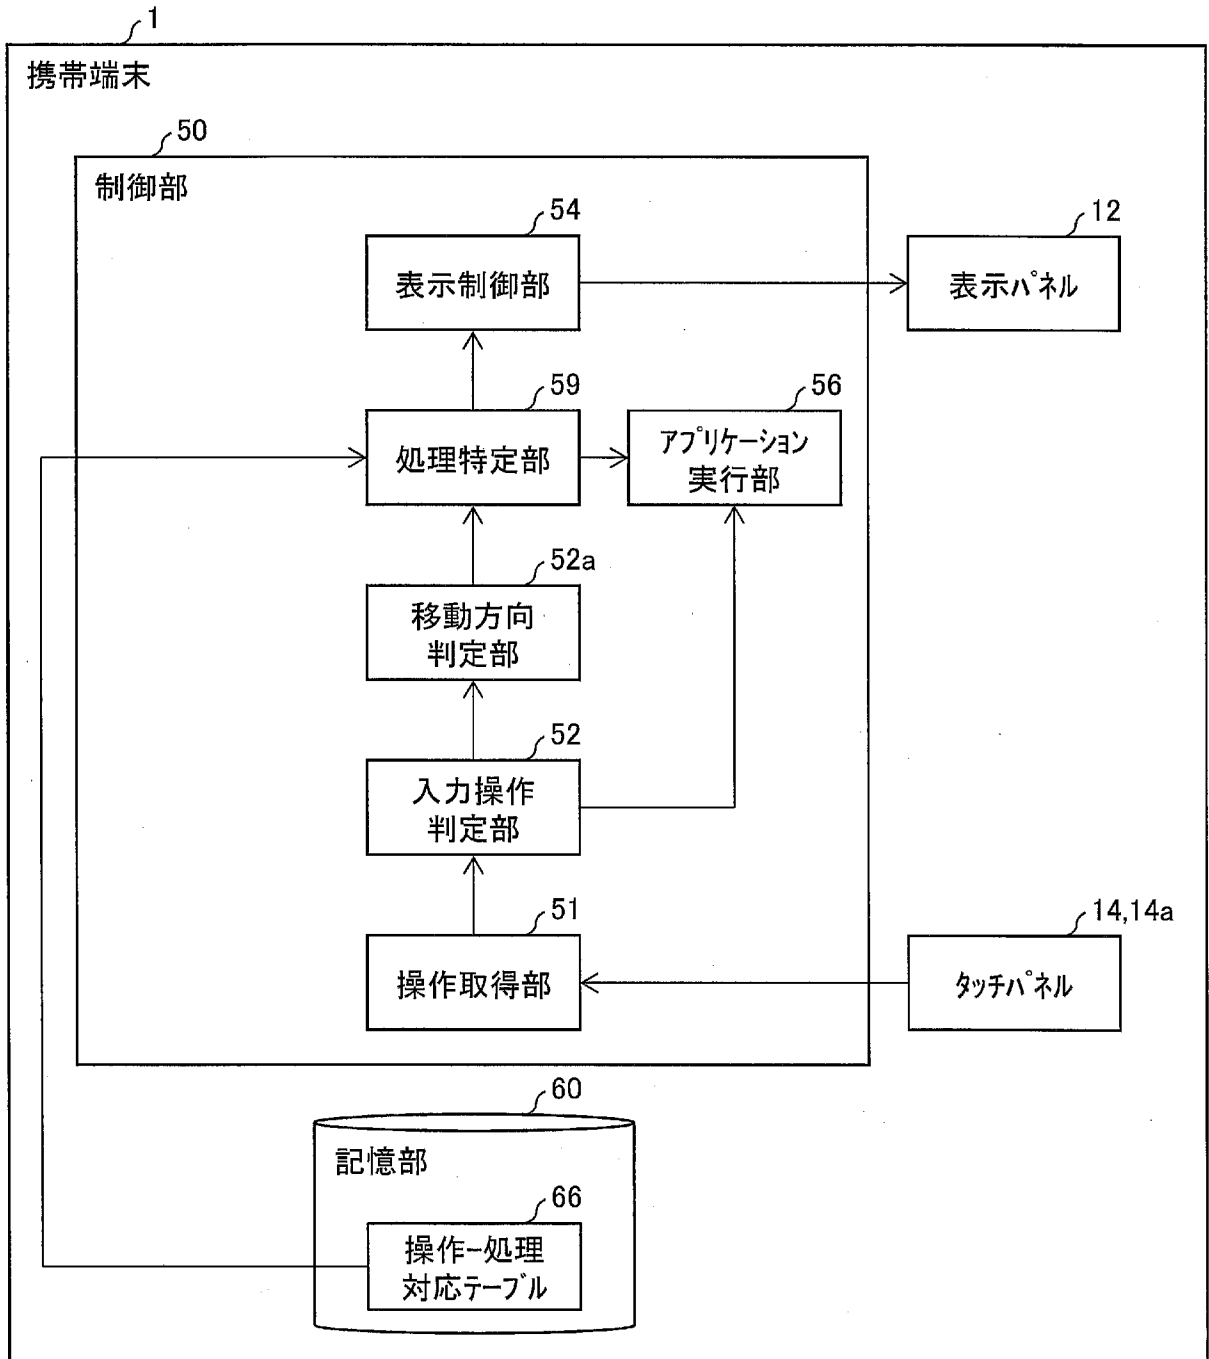 1
携帯端末
50
制御部
54
表示制御部
12
表示パネル
59
処理特定部
56
アプリケーション
実行部
52a
移動方向
判定部
52
入力操作
判定部
51
操作取得部
14,14a
タッチパネル
60
記憶部
66
操作-処理
対応テーブル